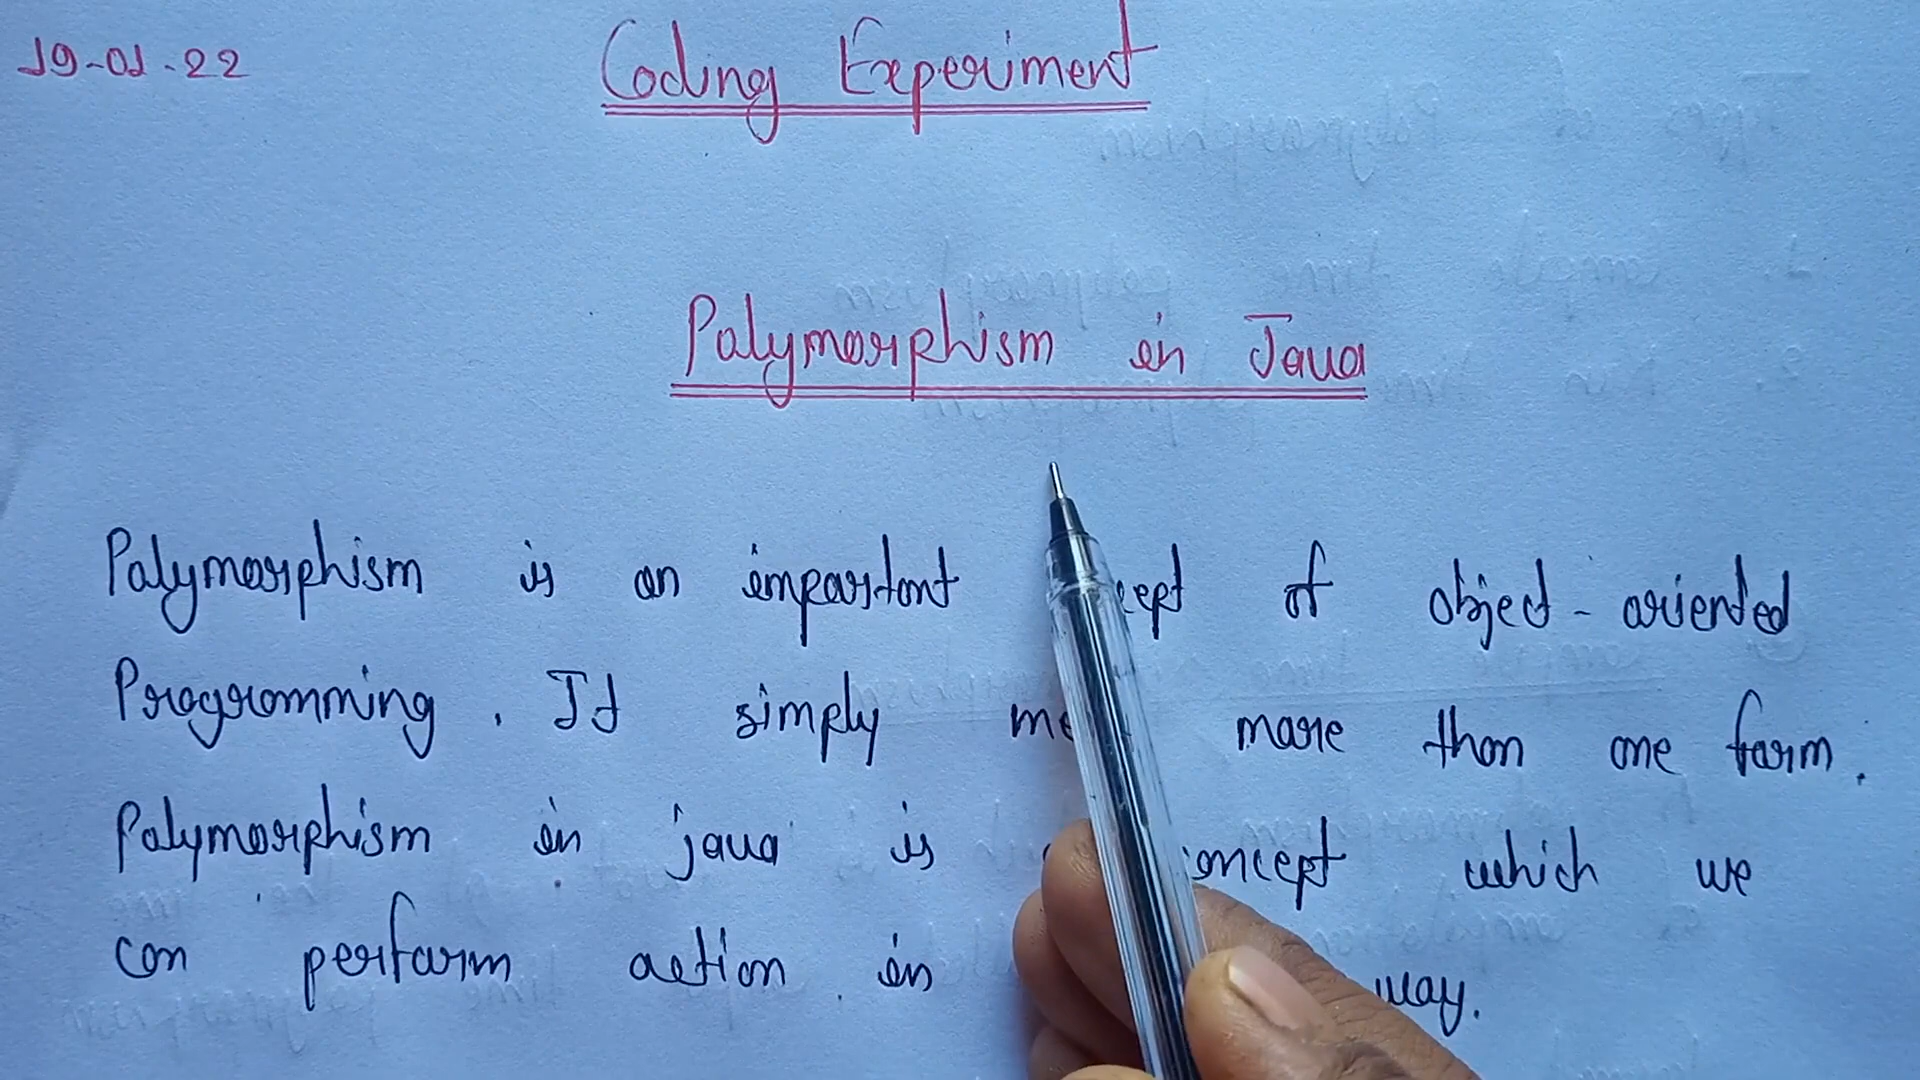 19-01-22
Coding Experiment
Polymorphism in Java
Polymorphism is an important cept of object-oriented
Programming. It simply me more than one form.
Polymorphism in java is oncept which we
can perform action in way.